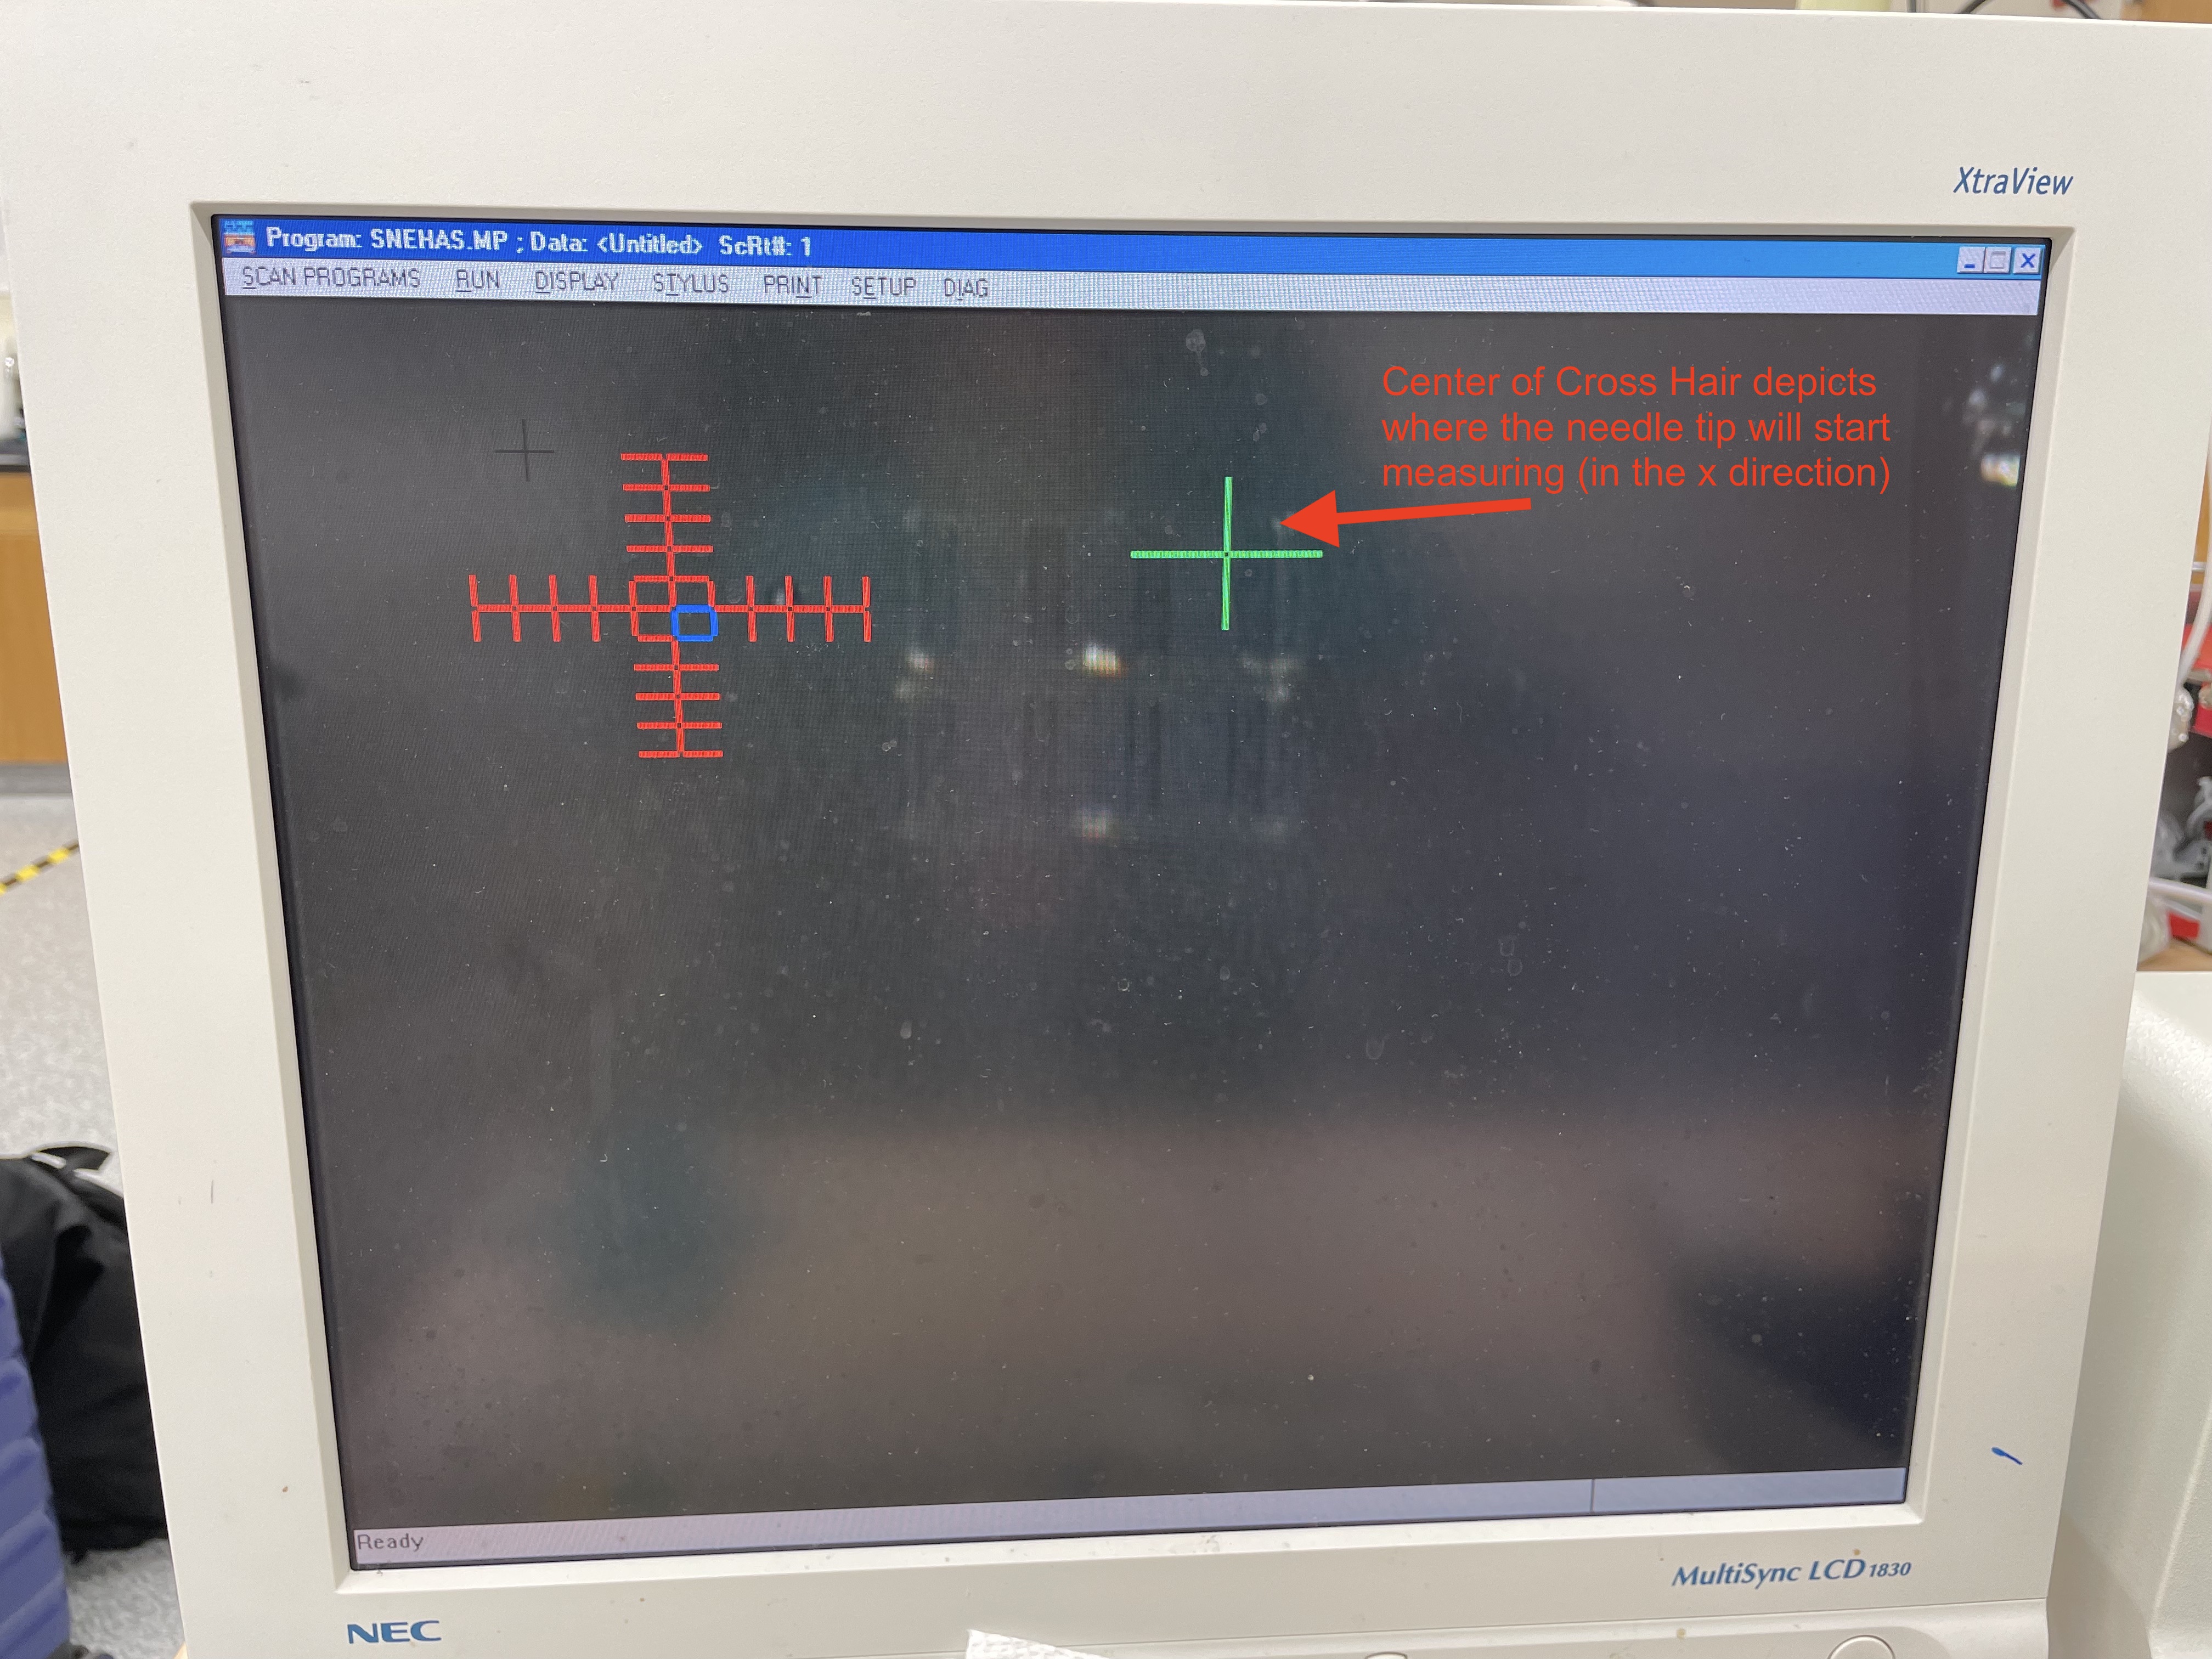 XtraView
Program: SNEHAS.MP ; Data: <Untitled> ScRt#: 1
SCAN PROGRAMS RUN DISPLAY STYLUS PRINT SETUP DIAG
Center of Cross Hair depicts
where the needle tip will start
measuring (in the x direction)
Ready
MultiSync LCD 1830
NEC